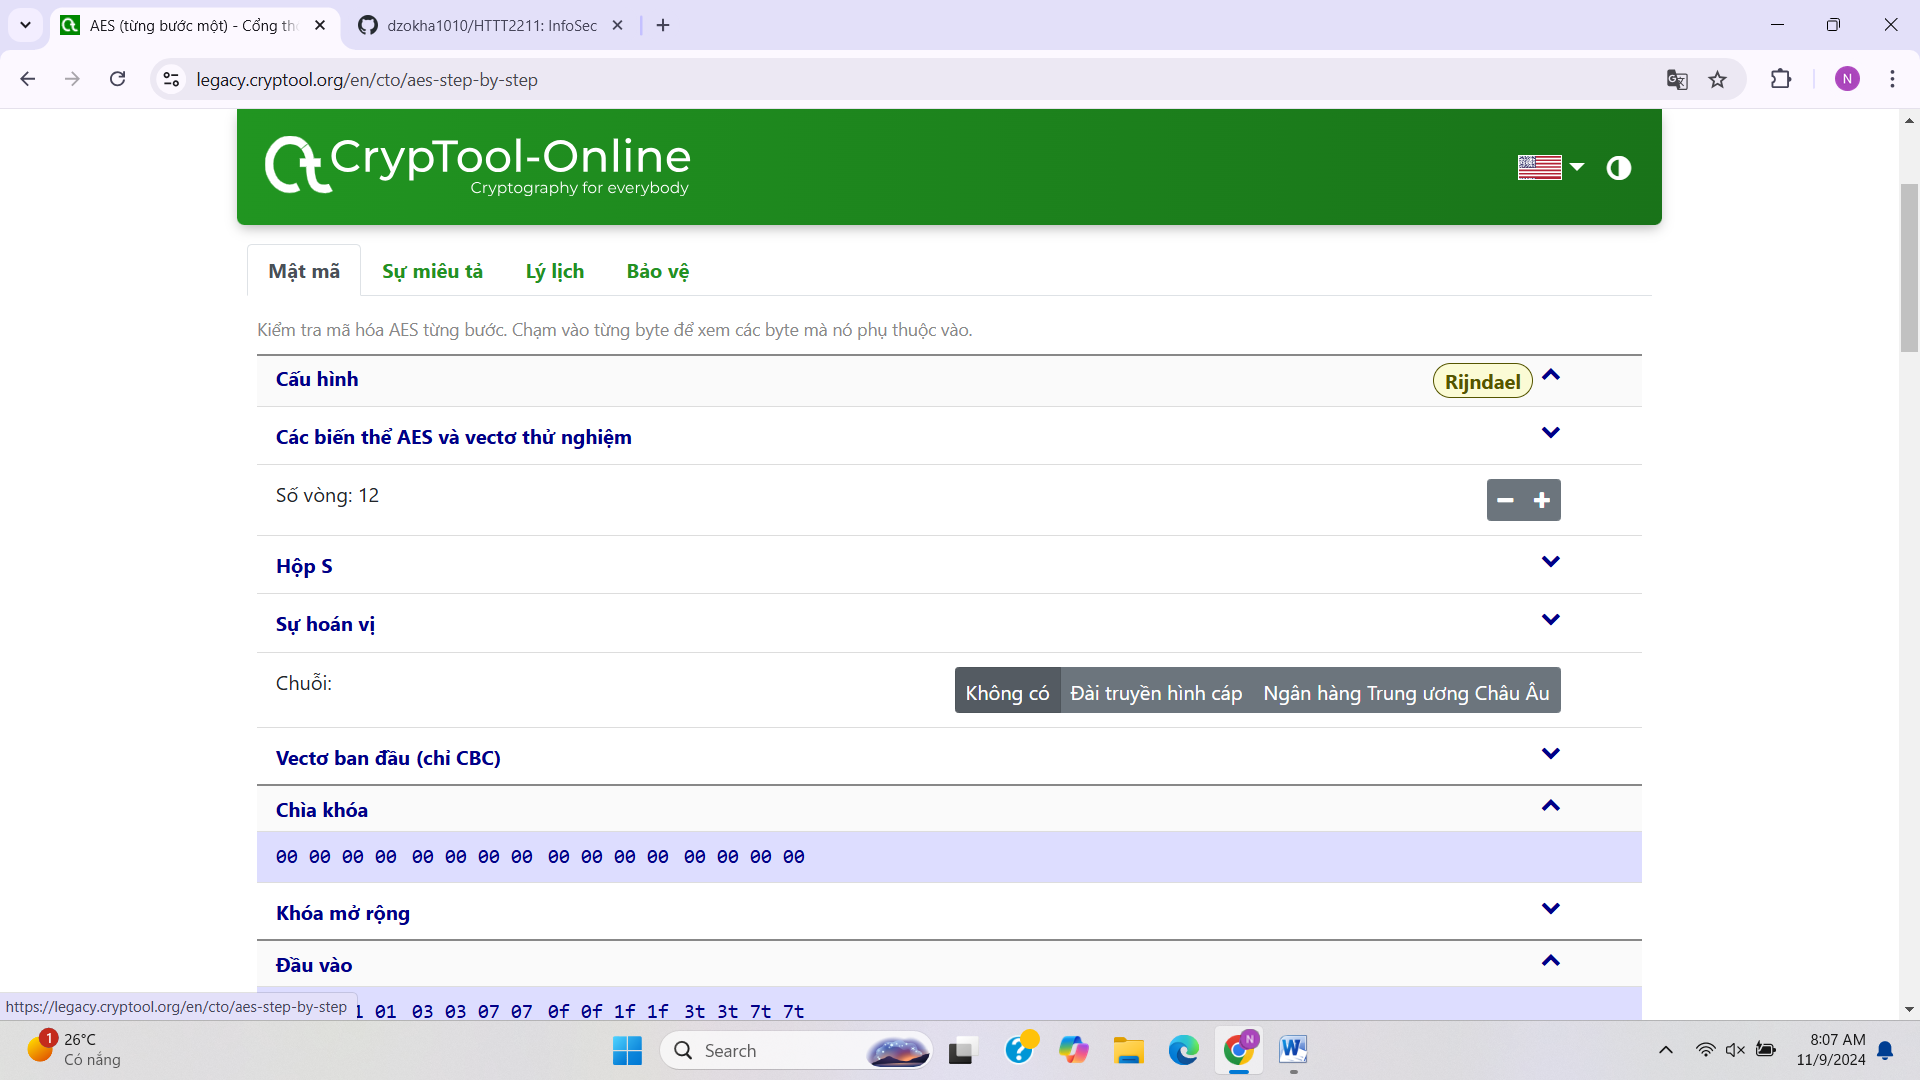 AES (từng bước một) - Cổng thô
dzokha1010/HTTT2211: InfoSec
legacy.cryptool.org/en/cto/aes-step-by-step
N
CrypTool-Online
Cryptography for everybody
Mật mã
Sự miêu tả
Lý lịch
Bảo vệ
Kiểm tra mã hóa AES từng bước. Chạm vào từng byte để xem các byte mà nó phụ thuộc vào.
Cấu hình
Rijndael
Các biến thể AES và vectơ thử nghiệm
Số vòng: 12
Hộp S
Sự hoán vị
Chuỗi:
Không có
Đài truyền hình cáp
Ngân hàng Trung ương Châu Âu
Vectơ ban đầu (chỉ CBC)
Chìa khóa
00 00 00 00 00 00 00 00 00 00 00 00 00 00 00 00
Khóa mở rộng
Đầu vào
01 03 03 07 07 0f 0f 1f 1f 3t 3t 7t 7t
https://legacy.cryptool.org/en/cto/aes-step-by-step
1
26°C
Có nắng
Search
N
8:07 AM
11/9/2024